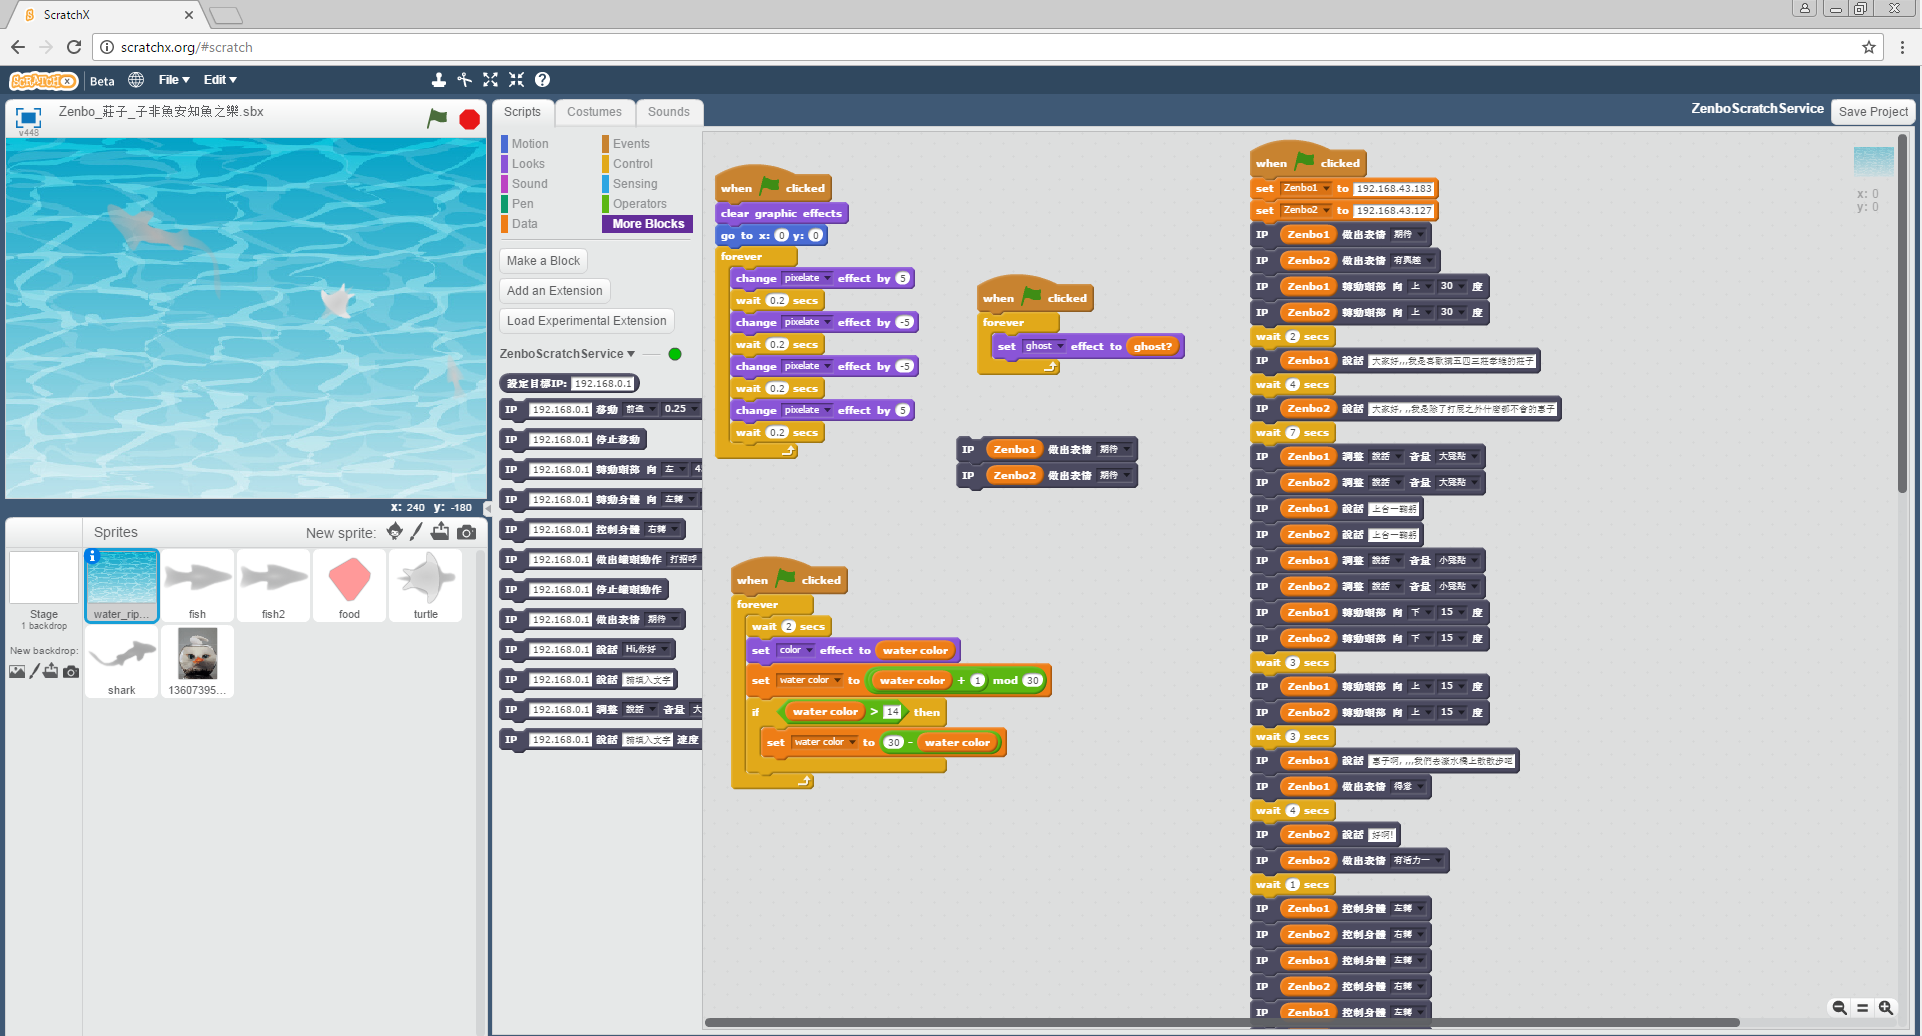 ScratchX
scratchx.org/#scratch
SCRATCHX
Beta
File
Edit
Zenbo_莊子_子非魚安知魚之樂.sbx
v448
x: 240 y: -180
Sprites
New sprite:
Stage
1 backdrop
New backdrop:
water_rip...
fish
fish2
food
turtle
shark
13607395...
Scripts
Costumes
Sounds
ZenboScratchService
Save Project
Motion
Looks
Sound
Pen
Data
Events
Control
Sensing
Operators
More Blocks
Make a Block
Add an Extension
Load Experimental Extension
ZenboScratchService
設定目標IP: 192.168.0.1
IP 192.168.0.1 移動 前進 0.25
IP 192.168.0.1 停止移動
IP 192.168.0.1 轉動頭部 向 左 4
IP 192.168.0.1 轉動身體 向 左轉
IP 192.168.0.1 控制身體 右轉
IP 192.168.0.1 做出罐頭動作 打招呼
IP 192.168.0.1 停止罐頭動作
IP 192.168.0.1 做出表情 期待
IP 192.168.0.1 說話 Hi,你好
IP 192.168.0.1 說話 請填入文字
IP 192.168.0.1 調整 說話 音量 大
IP 192.168.0.1 說話 請填入文字 速度
when clicked
clear graphic effects
go to x: 0 y: 0
forever
change pixelate effect by 5
wait 0.2 secs
change pixelate effect by -5
wait 0.2 secs
change pixelate effect by -5
wait 0.2 secs
change pixelate effect by 5
wait 0.2 secs
when clicked
forever
set ghost effect to ghost?
IP Zenbo1 做出表情 期待
IP Zenbo2 做出表情 期待
when clicked
forever
wait 2 secs
set color effect to water color
set water color to water color + 1 mod 30
if water color > 14 then
set water color to 30 - water color
when clicked
set Zenbo1 to 192.168.43.183
set Zenbo2 to 192.168.43.127
IP Zenbo1 做出表情 期待
IP Zenbo2 做出表情 有興趣
IP Zenbo1 轉動頭部 向 上 30 度
IP Zenbo2 轉動頭部 向 上 30 度
wait 2 secs
IP Zenbo1 說話 大家好,,,我是喜歡講五四三莊孝維的莊子
wait 4 secs
IP Zenbo2 說話 大家好,,,我是除了打屁之外什麼都不會的惠子
wait 7 secs
IP Zenbo1 調整 說話 音量 大聲點
IP Zenbo2 調整 說話 音量 大聲點
IP Zenbo1 說話 上台一鞠躬
IP Zenbo2 說話 上台一鞠躬
IP Zenbo1 調整 說話 音量 小聲點
IP Zenbo2 調整 說話 音量 小聲點
IP Zenbo1 轉動頭部 向 下 15 度
IP Zenbo2 轉動頭部 向 下 15 度
wait 3 secs
IP Zenbo1 轉動頭部 向 上 15 度
IP Zenbo2 轉動頭部 向 上 15 度
wait 3 secs
IP Zenbo1 說話 惠子啊,,,,我們去濠水橋上散散步吧
IP Zenbo1 做出表情 得意
wait 4 secs
IP Zenbo2 說話 好啊!
IP Zenbo2 做出表情 有活力一
wait 1 secs
IP Zenbo1 控制身體 左轉
IP Zenbo2 控制身體 右轉
IP Zenbo1 控制身體 左轉
IP Zenbo2 控制身體 右轉
IP Zenbo1 控制身體 左轉
x: 0
y: 0